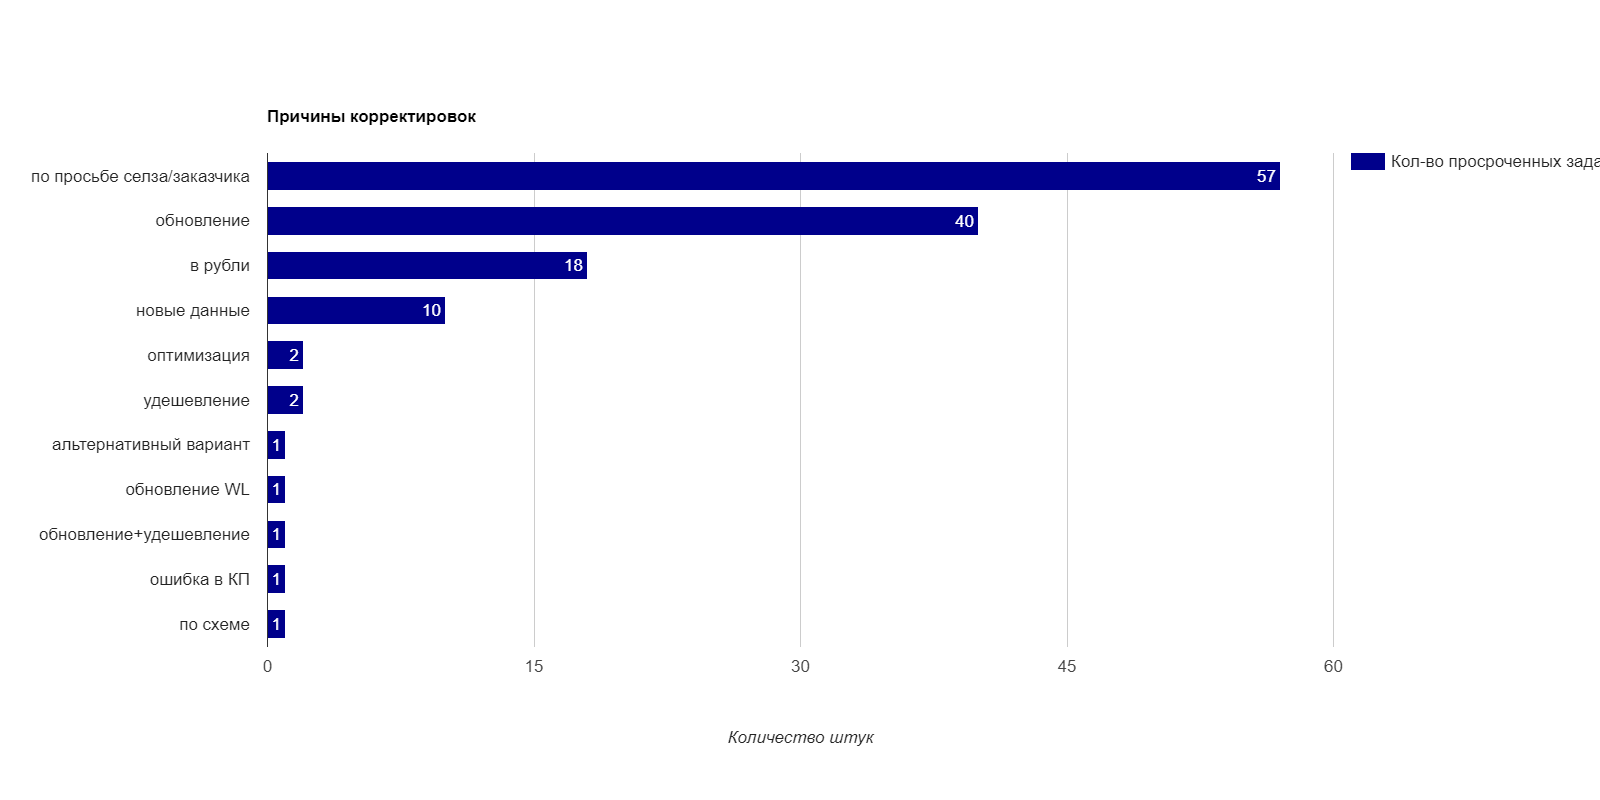 Причины корректировок
по просьбе селза/заказчика
57
Кол-во просроченных
обновление
40
в рубли
18
новые данные
10
оптимизация
2
удешевление
2
альтернативный вариант
1
обновление WL
1
обновление+удешевление
1
ошибка в КП
1
по схеме
1
0
15
30
45
60
Количество штук